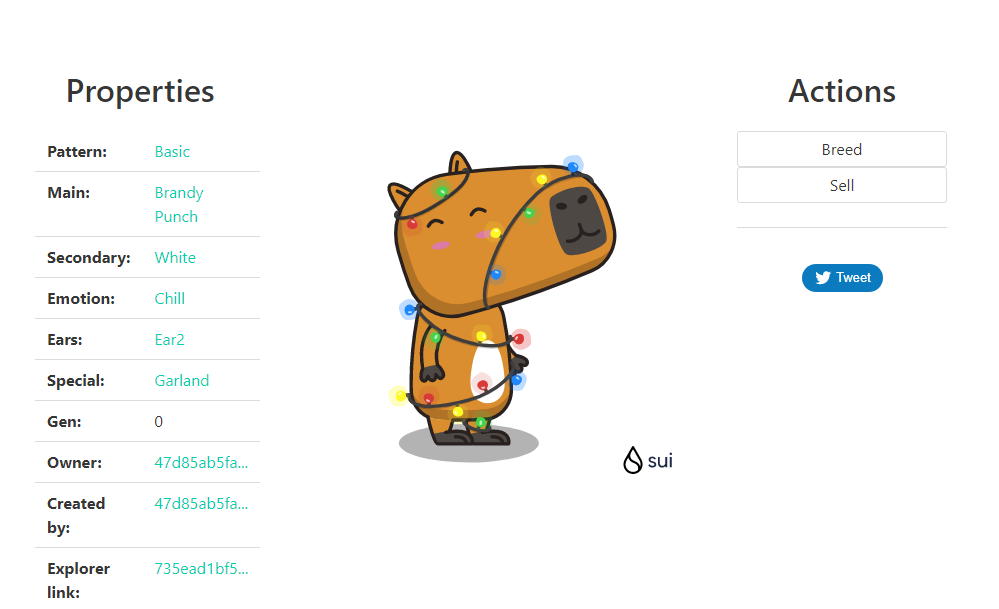 Properties
Pattern: Basic
Main: Brandy
Punch
Secondary: White
Emotion: Chill
Ears: Ear2
Special: Garland
Gen: 0
Owner: 47d85ab5fa...
Created 47d85ab5fa...
by:
Explorer 735ead1bf5...
link:
sui
Actions
Breed
Sell
Tweet